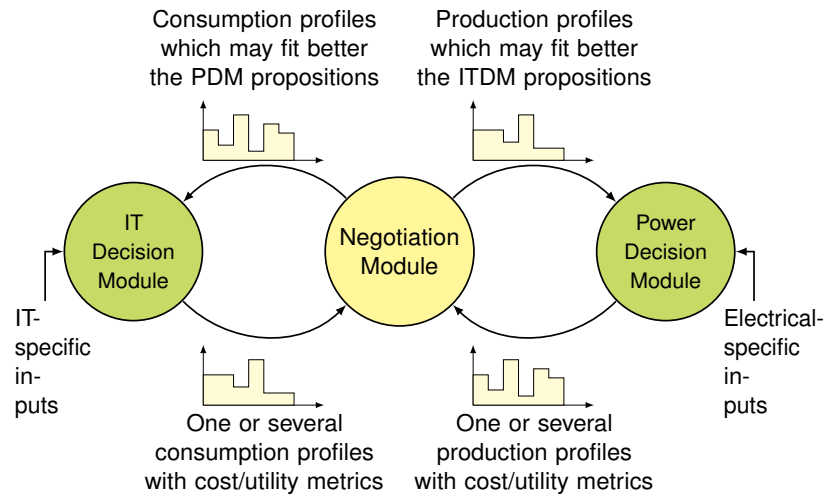 Consumption profiles
which may fit better
the PDM propositions
Production profiles
which may fit better
the ITDM propositions
IT
Decision
Module
Negotiation
Module
Power
Decision
Module
IT-
specific
in-
puts
Electrical-
specific
in-
puts
One or several
consumption profiles
with cost/utility metrics
One or several
production profiles
with cost/utility metrics